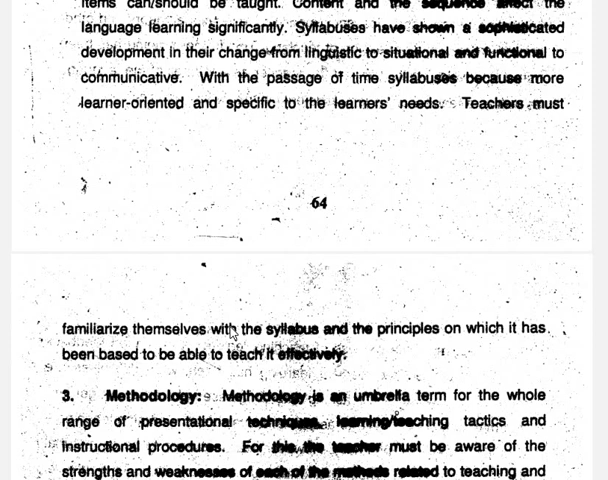 items can/should be taught. Content and the sequence affect the
language learning significantly. Syllabuses have shown a sophisticated
development in their change from linguistic to situational and functional to
communicative. With the passage of time syllabuses because more
learner-oriented and specific to the learners' needs. Teachers must
64
familiarize themselves with the syllabus and the principles on which it has
been based to be able to teach it effectively.
3. Methodology: Methodology is an umbrella term for the whole
range of presentational techniques, learning/teaching tactics and
instructional procedures. For this, the teacher must be aware of the
strengths and weaknesses of each of the methods related to teaching and